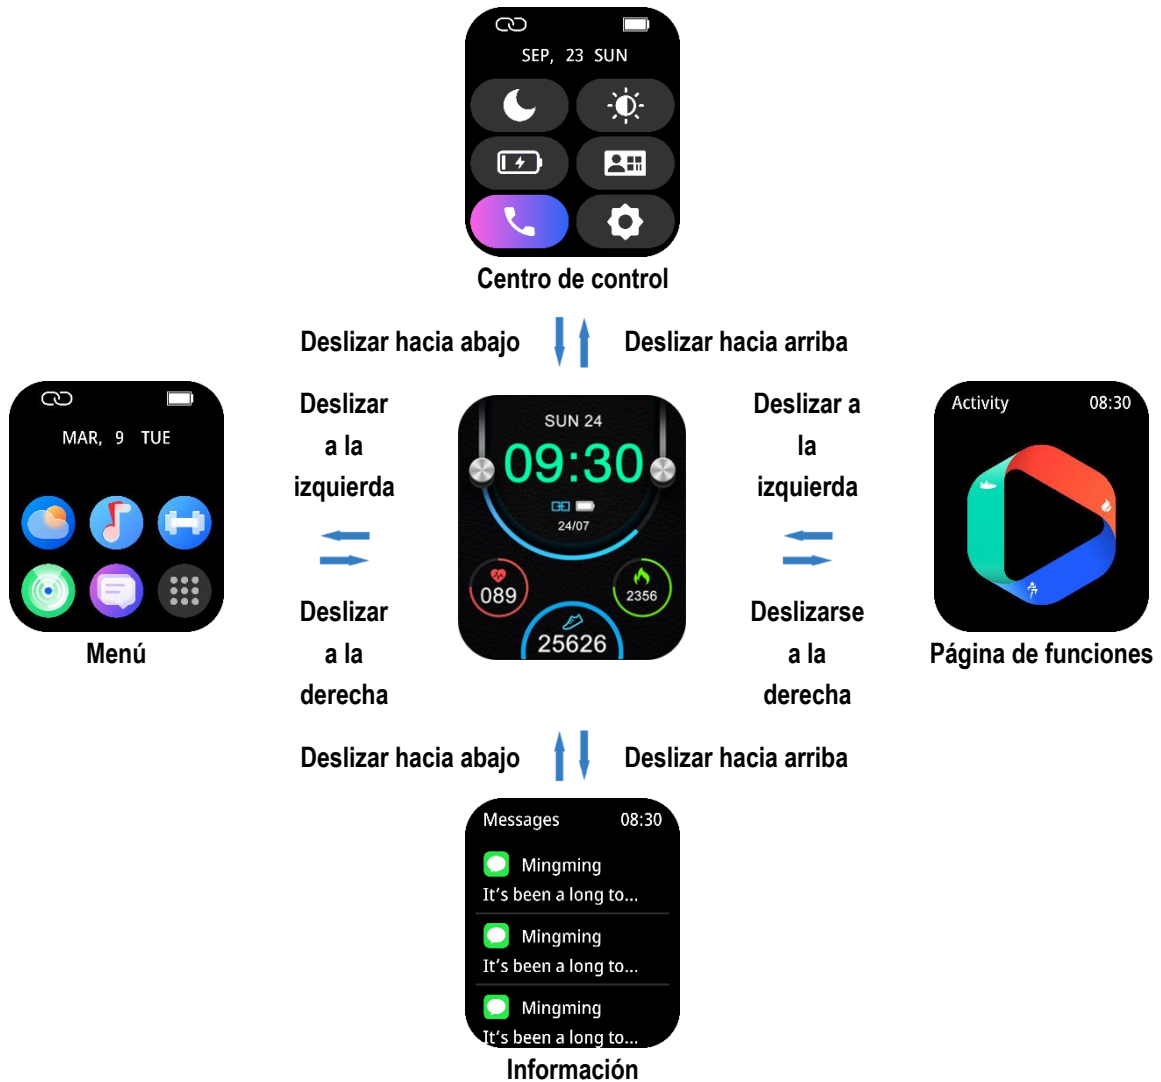 SEP, 23 SUN
Centro de control
Deslizar hacia abajo
Deslizar hacia arriba
MAR, 9 TUE
Menú
Deslizar
a la
izquierda
Deslizar
a la
derecha
SUN 24
09:30
24/07
089
2356
25626
Deslizar a
la
izquierda
Deslizarse
a la
derecha
Activity 08:30
Página de funciones
Deslizar hacia abajo
Deslizar hacia arriba
Messages 08:30
Mingming
It's been a long to...
Mingming
It's been a long to...
Mingming
It's been a long to...
Información